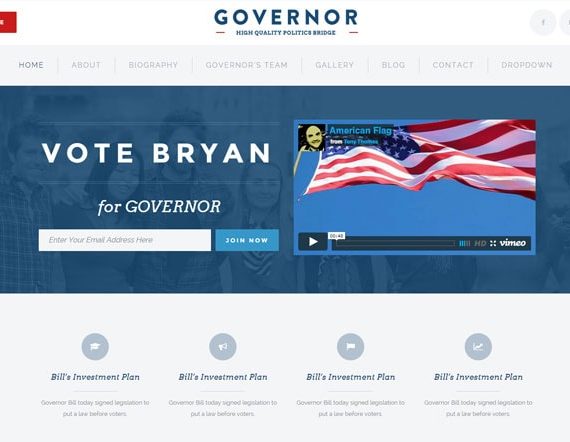 E
GOVERNOR
HIGH QUALITY POLITICS BRIDGE
f
HOME ABOUT BIOGRAPHY GOVERNOR'S TEAM GALLERY BLOG CONTACT DROPDOWN
VOTE BRYAN
for GOVERNOR
Enter Your Email Address Here JOIN NOW
American Flag
from Tony Thomas
00:48
HD vimeo
Bill's Investment Plan Bill's Investment Plan Bill's Investment Plan Bill's Investment Plan
Governor Bill today signed legislation to Governor Bill today signed legislation to Governor Bill today signed legislation to Governor Bill today signed legislation to
put a law before voters. put a law before voters. put a law before voters. put a law before voters.